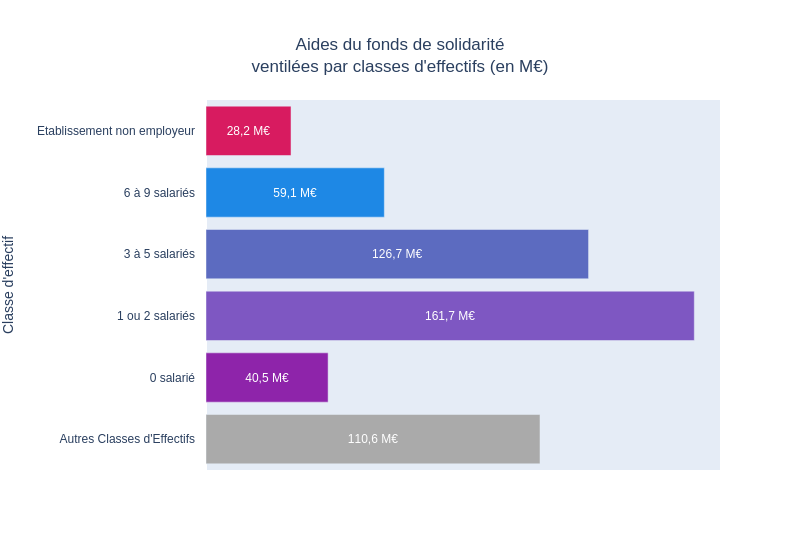 Aides du fonds de solidarité
ventilées par classes d'effectifs (en M€)
Classe d'effectif
Etablissement non employeur
28,2 M€
6 à 9 salariés
59,1 M€
3 à 5 salariés
126,7 M€
1 ou 2 salariés
161,7 M€
0 salarié
40,5 M€
Autres Classes d'Effectifs
110,6 M€